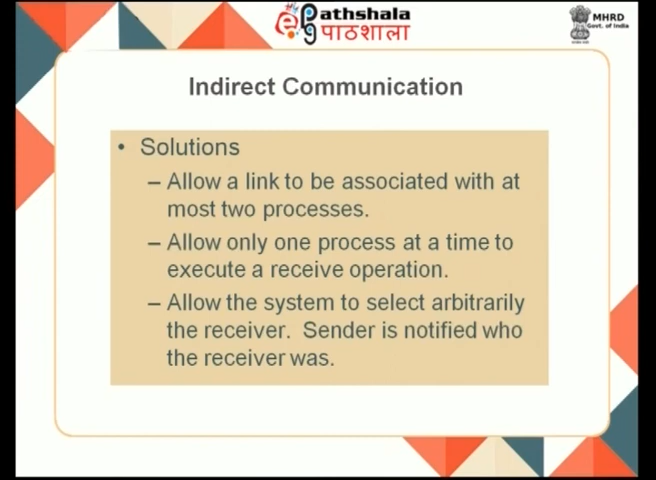 ePathshala
पाठशाला
MHRD
Govt. of India
Indirect Communication
• Solutions
– Allow a link to be associated with at
most two processes.
– Allow only one process at a time to
execute a receive operation.
– Allow the system to select arbitrarily
the receiver. Sender is notified who
the receiver was.